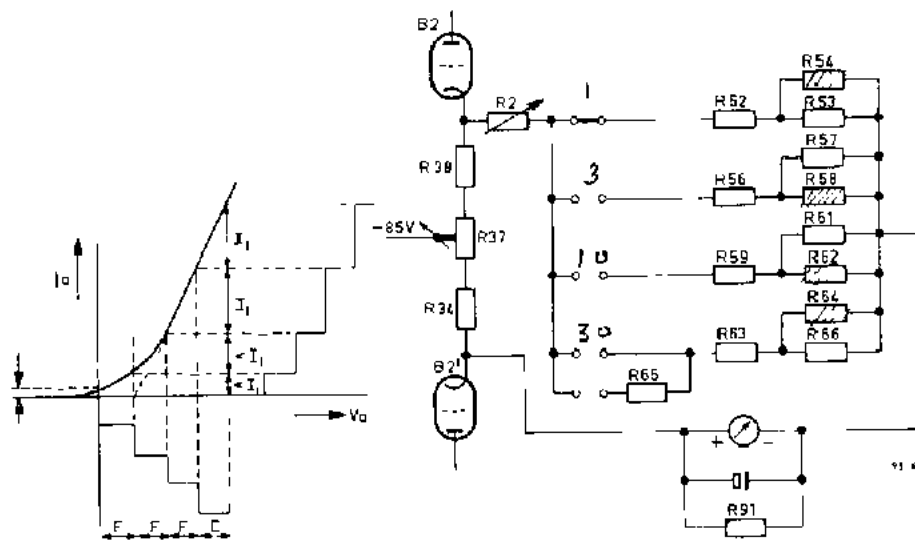 B2
R54
R2
1
R52
R53
R57
R38
3
R56
R58
-85V
R37
R61
Ia
I1
10
R59
R62
I1
R34
R64
30
< I1
R63
R66
B2'
< I1
R65
Va
+
-
R91
E
E
E
E